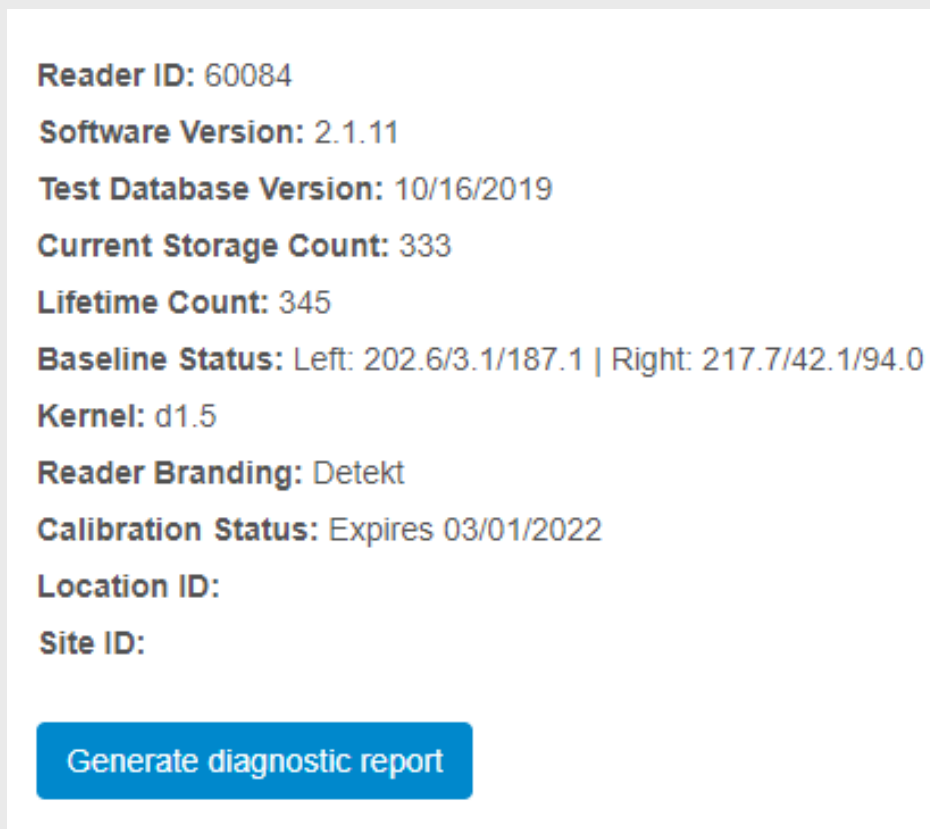 Reader ID: 60084
Software Version: 2.1.11
Test Database Version: 10/16/2019
Current Storage Count: 333
Lifetime Count: 345
Baseline Status: Left: 202.6/3.1/187.1 | Right: 217.7/42.1/94.0
Kernel: d1.5
Reader Branding: Detekt
Calibration Status: Expires 03/01/2022
Location ID:
Site ID:
Generate diagnostic report